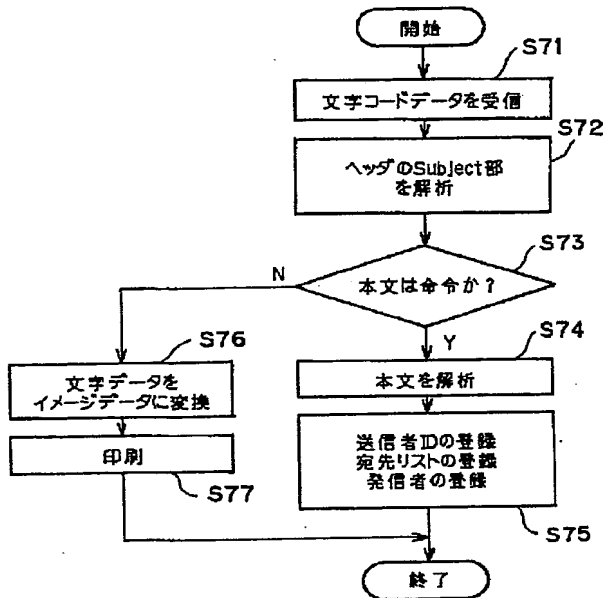 開始
S71
文字コードデータを受信
S72
ヘッダのSubject部
を解析
S73
本文は命令か？
N
Y
S74
本文を解析
S76
文字データを
イメージデータに変換
印刷
S77
送信者IDの登録
宛先リストの登録
発信者の登録
S75
終了